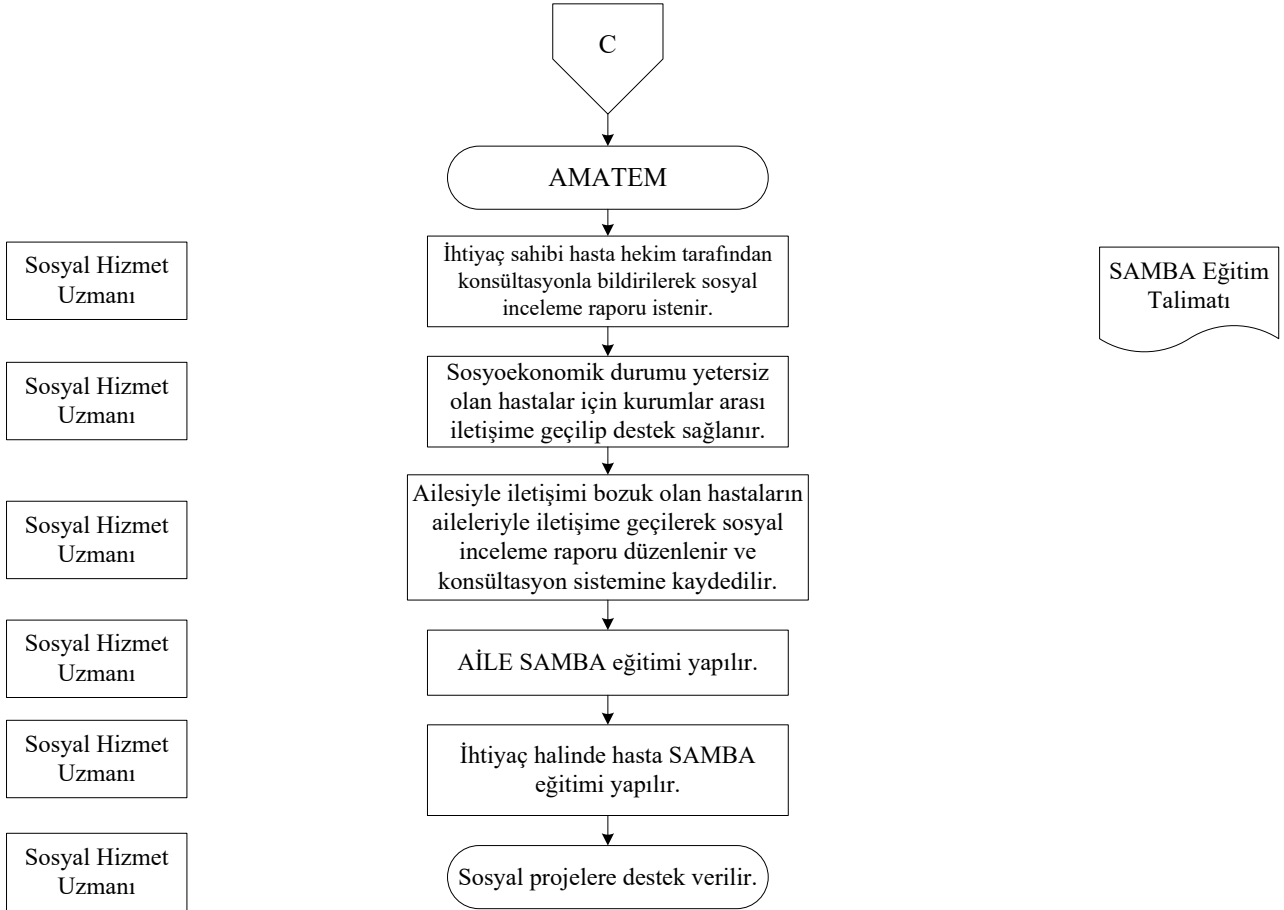 C
AMATEM
Sosyal Hizmet
Uzmanı
İhtiyaç sahibi hasta hekim tarafından
konsültasyonla bildirilerek sosyal
inceleme raporu istenir.
SAMBA Eğitim
Talimatı
Sosyal Hizmet
Uzmanı
Sosyoekonomik durumu yetersiz
olan hastalar için kurumlar arası
iletişime geçilip destek sağlanır.
Sosyal Hizmet
Uzmanı
Ailesiyle iletişimi bozuk olan hastaların
aileleriyle iletişime geçilerek sosyal
inceleme raporu düzenlenir ve
konsültasyon sistemine kaydedilir.
Sosyal Hizmet
Uzmanı
AİLE SAMBA eğitimi yapılır.
Sosyal Hizmet
Uzmanı
İhtiyaç halinde hasta SAMBA
eğitimi yapılır.
Sosyal Hizmet
Uzmanı
Sosyal projelere destek verilir.